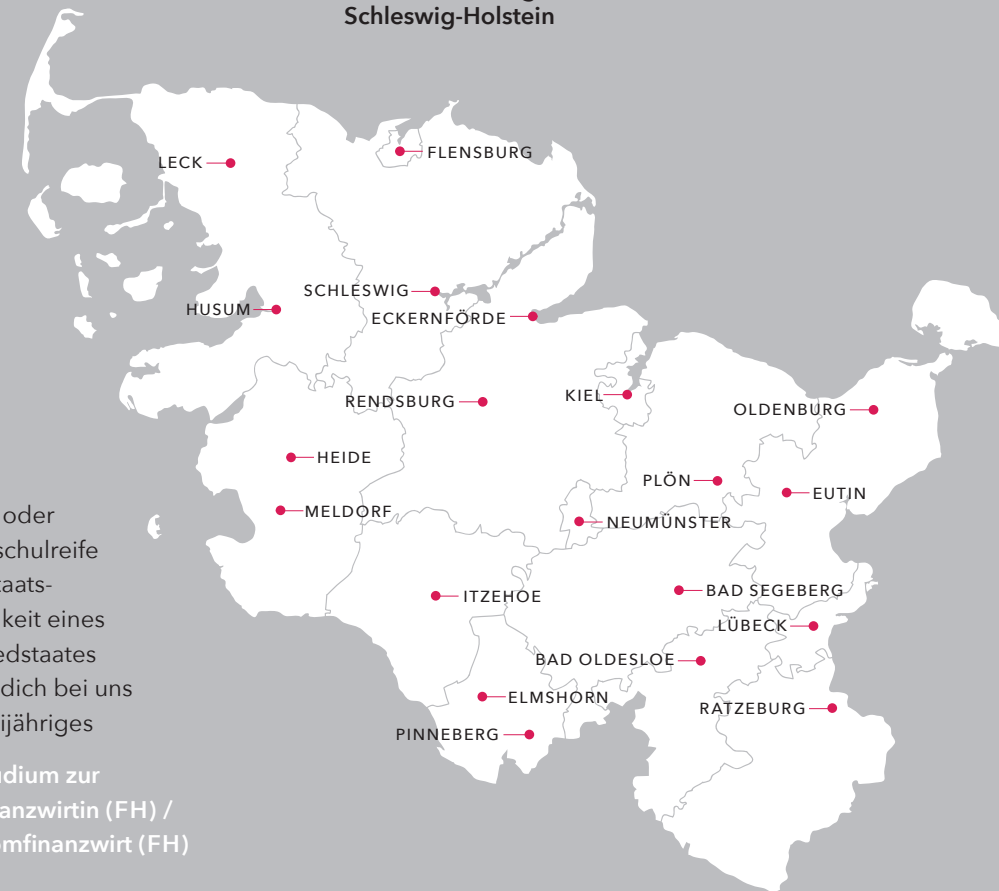 Schleswig-Holstein
FLENSBURG
LECK
SCHLESWIG
HUSUM
ECKERNFÖRDE
KIEL
RENDSBURG
OLDENBURG
HEIDE
PLÖN
EUTIN
MELDORF
NEUMÜNSTER
BAD SEGEBERG
ITZEHOE
LÜBECK
BAD OLDESLOE
ELMSHORN
RATZEBURG
PINNEBERG
oder
schulreife
taats-
keit eines
edstaates
dich bei uns
ijähriges
udium zur
anzwirtin (FH) /
omfinanzwirt (FH)